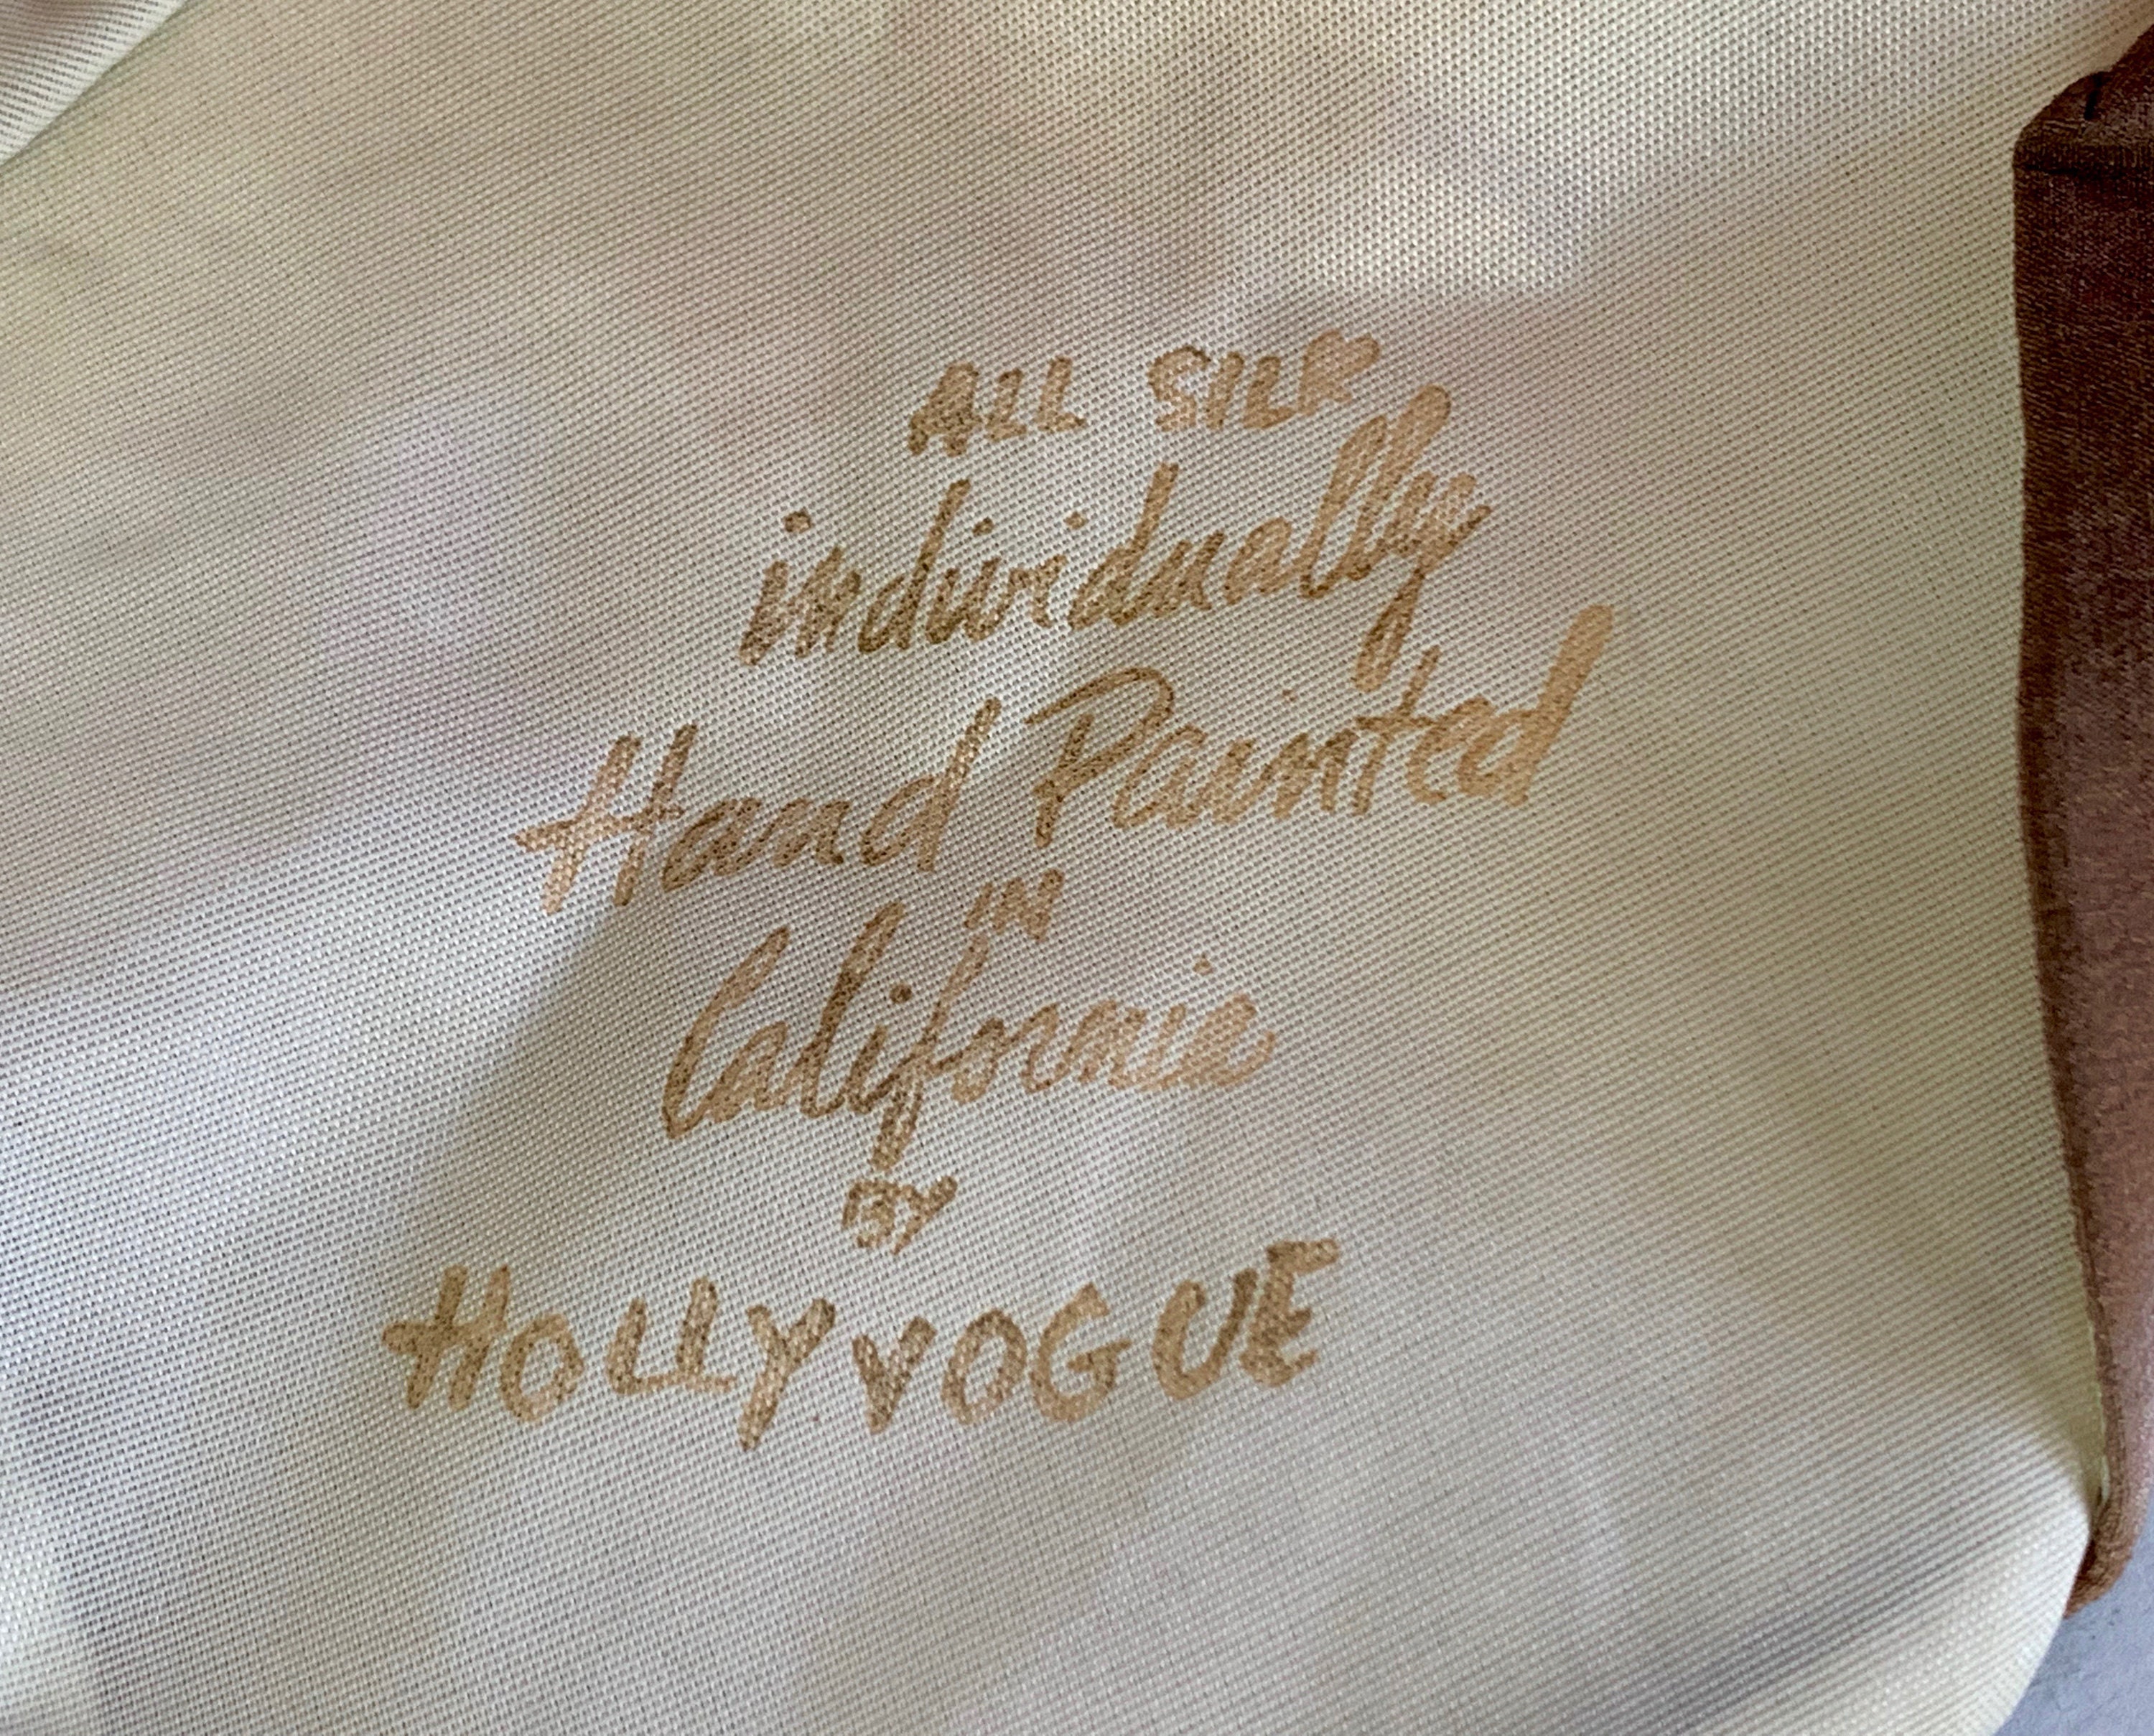 ALL SILK
individually
Hand Painted
IN
California
BY
HOLLYVOGUE